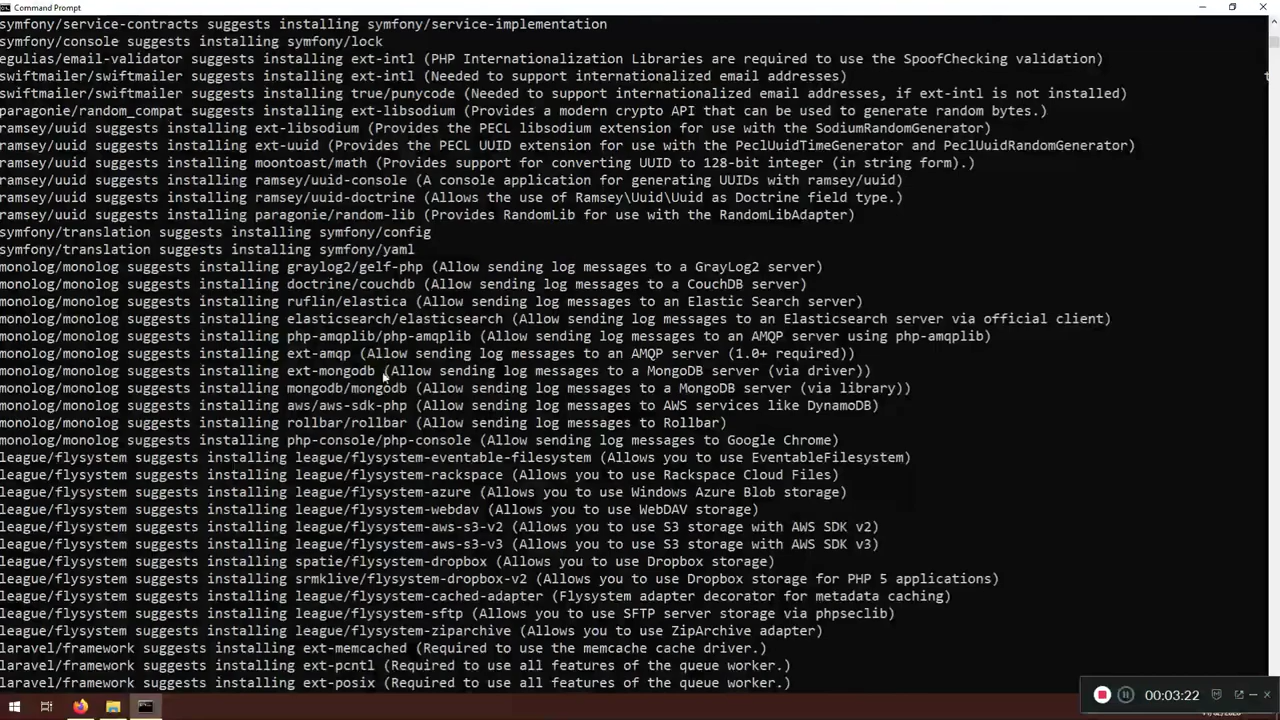 Command Prompt
symfony/service-contracts suggests installing symfony/service-implementation
symfony/console suggests installing symfony/lock
egulias/email-validator suggests installing ext-intl (PHP Internationalization Libraries are required to use the SpoofChecking validation)
swiftmailer/swiftmailer suggests installing ext-intl (Needed to support internationalized email addresses)
swiftmailer/swiftmailer suggests installing true/punycode (Needed to support internationalized email addresses, if ext-intl is not installed)
paragonie/random_compat suggests installing ext-libsodium (Provides a modern crypto API that can be used to generate random bytes.)
ramsey/uuid suggests installing ext-libsodium (Provides the PECL libsodium extension for use with the SodiumRandomGenerator)
ramsey/uuid suggests installing ext-uuid (Provides the PECL UUID extension for use with the PeclUuidTimeGenerator and PeclUuidRandomGenerator)
ramsey/uuid suggests installing moontoast/math (Provides support for converting UUID to 128-bit integer (in string form).)
ramsey/uuid suggests installing ramsey/uuid-console (A console application for generating UUIDs with ramsey/uuid)
ramsey/uuid suggests installing ramsey/uuid-doctrine (Allows the use of Ramsey\Uuid\Uuid as Doctrine field type.)
ramsey/uuid suggests installing paragonie/random-lib (Provides RandomLib for use with the RandomLibAdapter)
symfony/translation suggests installing symfony/config
symfony/translation suggests installing symfony/yaml
monolog/monolog suggests installing graylog2/gelf-php (Allow sending log messages to a GrayLog2 server)
monolog/monolog suggests installing doctrine/couchdb (Allow sending log messages to a CouchDB server)
monolog/monolog suggests installing ruflin/elastica (Allow sending log messages to an Elastic Search server)
monolog/monolog suggests installing elasticsearch/elasticsearch (Allow sending log messages to an Elasticsearch server via official client)
monolog/monolog suggests installing php-amqplib/php-amqplib (Allow sending log messages to an AMQP server using php-amqplib)
monolog/monolog suggests installing ext-amqp (Allow sending log messages to an AMQP server (1.0+ required))
monolog/monolog suggests installing ext-mongodb (Allow sending log messages to a MongoDB server (via driver))
monolog/monolog suggests installing mongodb/mongodb (Allow sending log messages to a MongoDB server (via library))
monolog/monolog suggests installing aws/aws-sdk-php (Allow sending log messages to AWS services like DynamoDB)
monolog/monolog suggests installing rollbar/rollbar (Allow sending log messages to Rollbar)
monolog/monolog suggests installing php-console/php-console (Allow sending log messages to Google Chrome)
league/flysystem suggests installing league/flysystem-eventable-filesystem (Allows you to use EventableFilesystem)
league/flysystem suggests installing league/flysystem-rackspace (Allows you to use Rackspace Cloud Files)
league/flysystem suggests installing league/flysystem-azure (Allows you to use Windows Azure Blob storage)
league/flysystem suggests installing league/flysystem-webdav (Allows you to use WebDAV storage)
league/flysystem suggests installing league/flysystem-aws-s3-v2 (Allows you to use S3 storage with AWS SDK v2)
league/flysystem suggests installing league/flysystem-aws-s3-v3 (Allows you to use S3 storage with AWS SDK v3)
league/flysystem suggests installing spatie/flysystem-dropbox (Allows you to use Dropbox storage)
league/flysystem suggests installing srmklive/flysystem-dropbox-v2 (Allows you to use Dropbox storage for PHP 5 applications)
league/flysystem suggests installing league/flysystem-cached-adapter (Flysystem adapter decorator for metadata caching)
league/flysystem suggests installing league/flysystem-sftp (Allows you to use SFTP server storage via phpseclib)
league/flysystem suggests installing league/flysystem-ziparchive (Allows you to use ZipArchive adapter)
laravel/framework suggests installing ext-memcached (Required to use the memcache cache driver.)
laravel/framework suggests installing ext-pcntl (Required to use all features of the queue worker.)
laravel/framework suggests installing ext-posix (Required to use all features of the queue worker.)
00:03:22